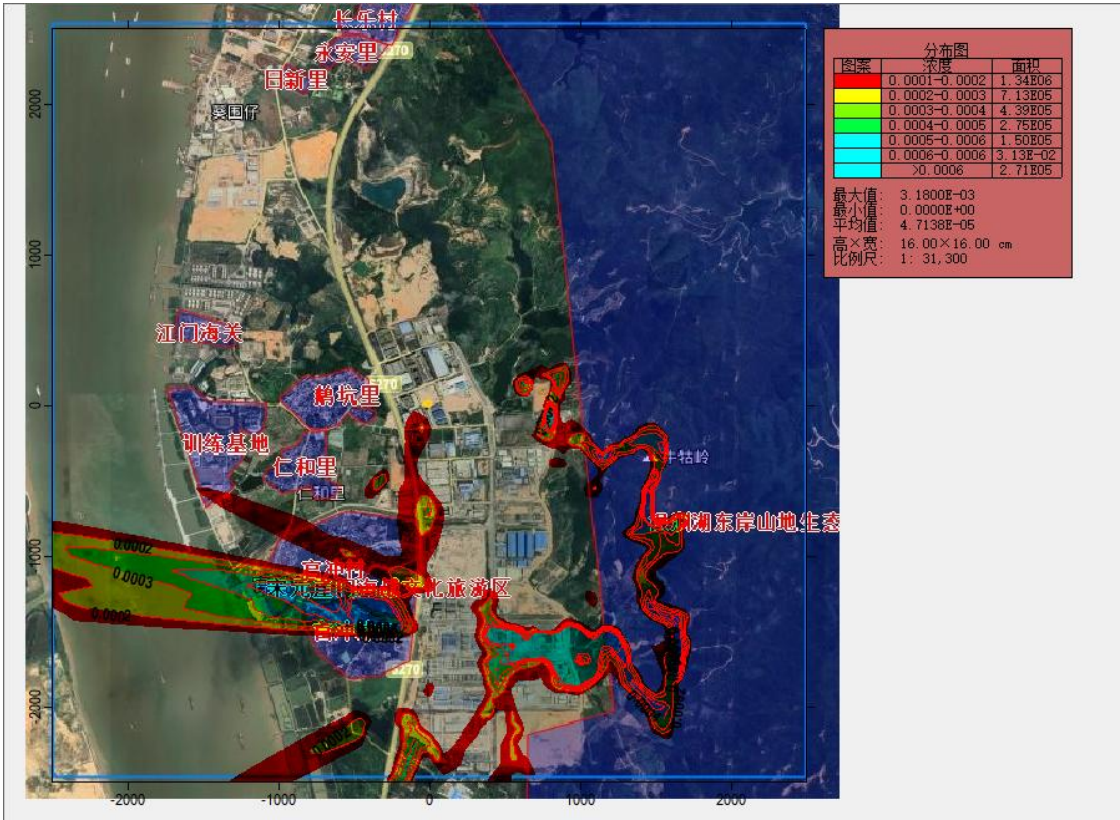 长乐村
S270
永安里
日新里
葵围仔
分布图
图案 浓度 面积
0.0001-0.0002 1.34E06
0.0002-0.0003 7.13E05
0.0003-0.0004 4.39E05
0.0004-0.0005 2.75E05
0.0005-0.0006 1.50E05
0.0006-0.0006 3.13E-02
>0.0006 2.71E05
最大值: 3.1800E-03
最小值: 0.0000E+00
平均值: 4.7138E-05
高×宽: 16.00×16.00 cm
比例尺: 1: 31,300
2000
1000
江门海关
鹅坑里
0
训练基地
仁和里
仁和里
牛牯岭
湖东岸山地生态
0.0002
0.0003
-1000
化旅游区
0.0002
S270
-2000
0.0002
-2000 -1000 0 1000 2000